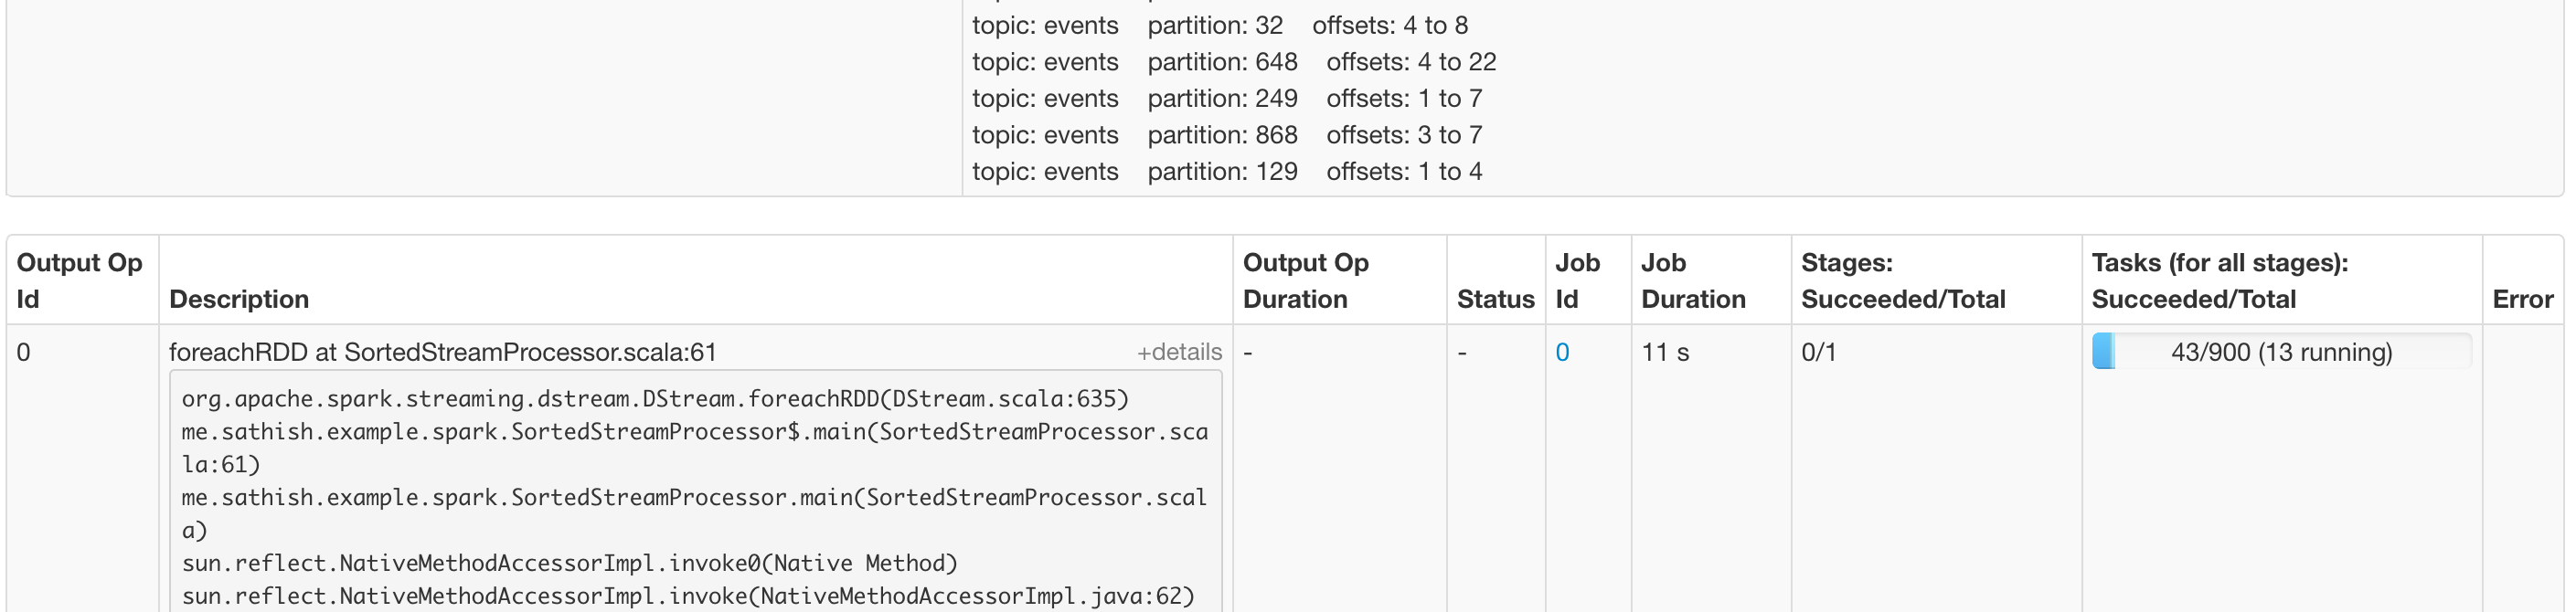 topic: events partition: 32 offsets: 4 to 8
topic: events partition: 648 offsets: 4 to 22
topic: events partition: 249 offsets: 1 to 7
topic: events partition: 868 offsets: 3 to 7
topic: events partition: 129 offsets: 1 to 4
Output Op Id Description Output Op Duration Status Job Id Job Duration Stages: Succeeded/Total Tasks (for all stages): Succeeded/Total Error
0 foreachRDD at SortedStreamProcessor.scala:61 +details - - 0 11 s 0/1 43/900 (13 running)
org.apache.spark.streaming.dstream.DStream.foreachRDD(DStream.scala:635)
me.sathish.example.spark.SortedStreamProcessor$.main(SortedStreamProcessor.sca
la:61)
me.sathish.example.spark.SortedStreamProcessor.main(SortedStreamProcessor.scal
a)
sun.reflect.NativeMethodAccessorImpl.invoke0(Native Method)
sun.reflect.NativeMethodAccessorImpl.invoke(NativeMethodAccessorImpl.java:62)